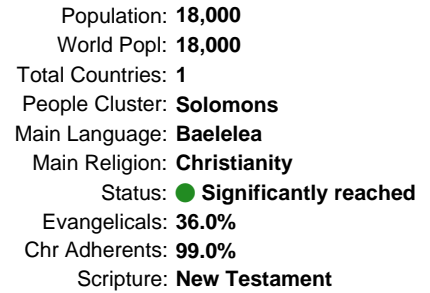 Population: 18,000
World Popl: 18,000
Total Countries: 1
People Cluster: Solomons
Main Language: Baelelea
Main Religion: Christianity
Status: Significantly reached
Evangelicals: 36.0%
Chr Adherents: 99.0%
Scripture: New Testament